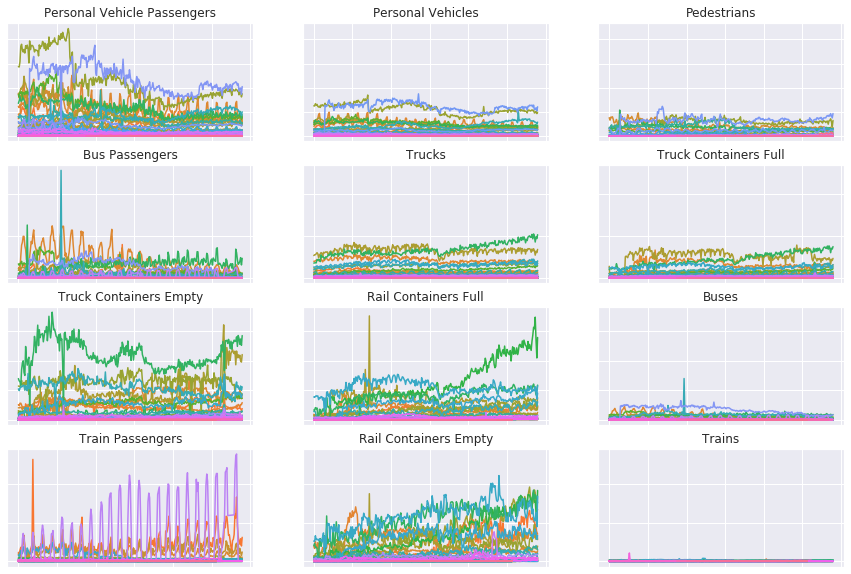 Personal Vehicle Passengers
Personal Vehicles
Pedestrians
Bus Passengers
Trucks
Truck Containers Full
Truck Containers Empty
Rail Containers Full
Buses
Train Passengers
Rail Containers Empty
Trains